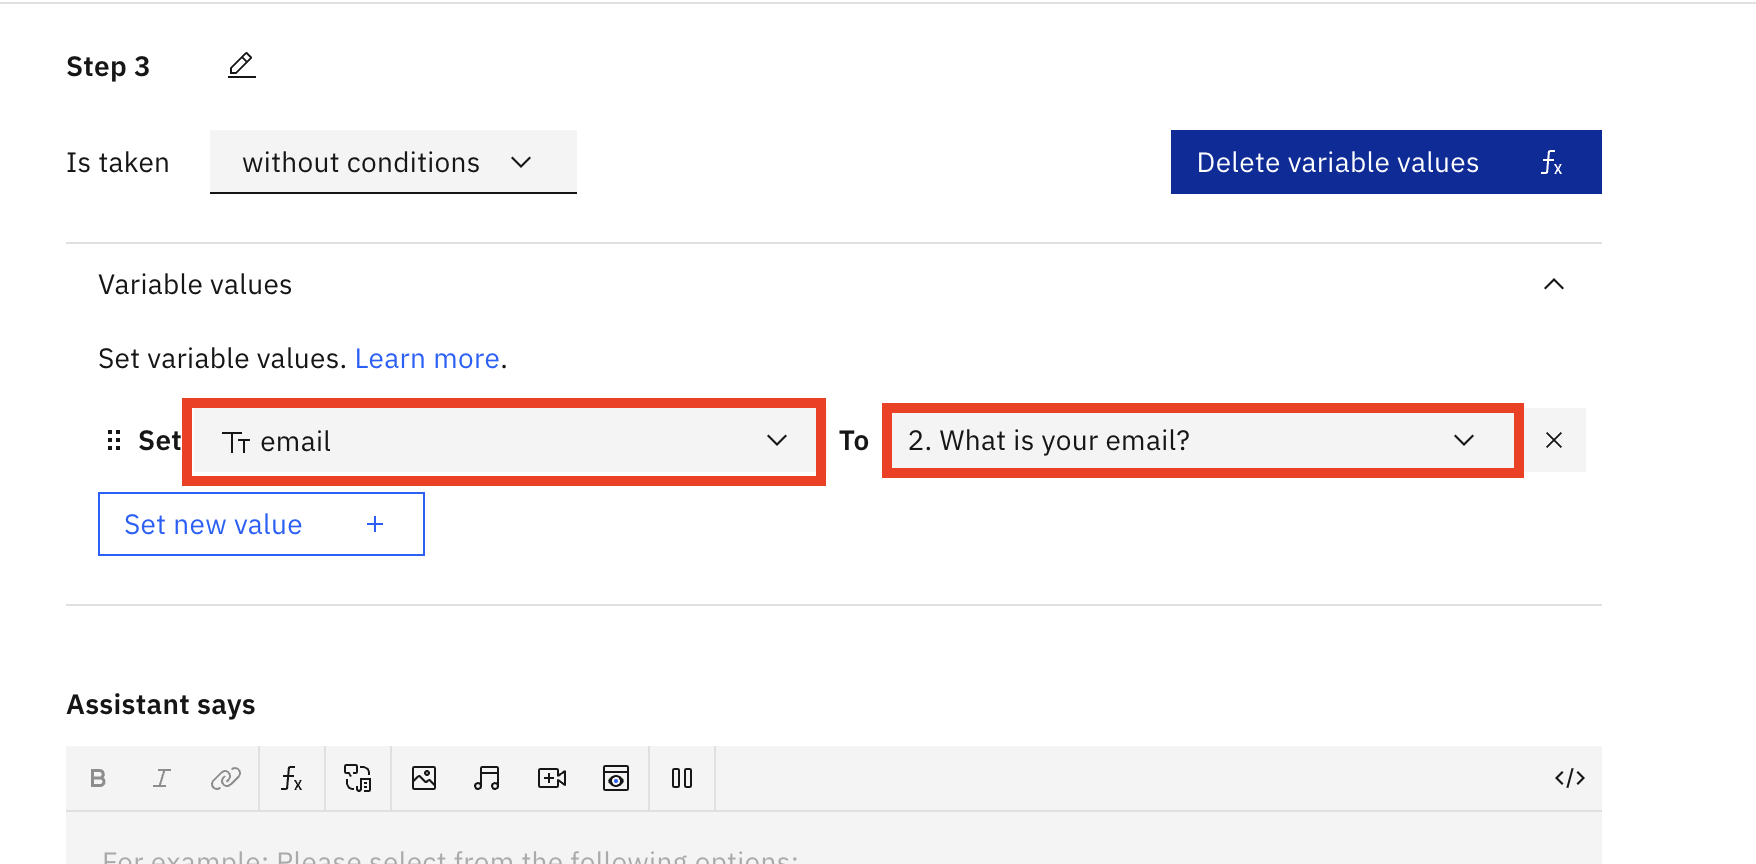 Step 3
Is taken without conditions Delete variable values fx
Variable values
Set variable values. Learn more.
Set Tт email To 2. What is your email?
Set new value +
Assistant says
B I fx </>
For example: Please select from the following options: